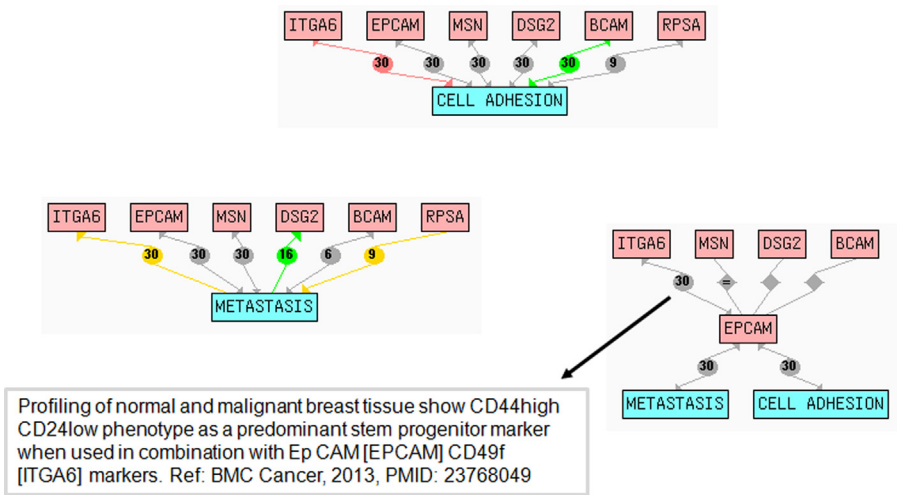 ITGA6 EPCAM MSN DSG2 BCAM RPSA
30 30 30 30 30 9
CELL ADHESION
ITGA6 EPCAM MSN DSG2 BCAM RPSA
30 30 30 16 6 9
METASTASIS
ITGA6 MSN DSG2 BCAM
30 =
EPCAM
30 30
METASTASIS CELL ADHESION
Profiling of normal and malignant breast tissue show CD44high
CD24low phenotype as a predominant stem progenitor marker
when used in combination with Ep CAM [EPCAM] CD49f
[ITGA6] markers. Ref: BMC Cancer, 2013, PMID: 23768049